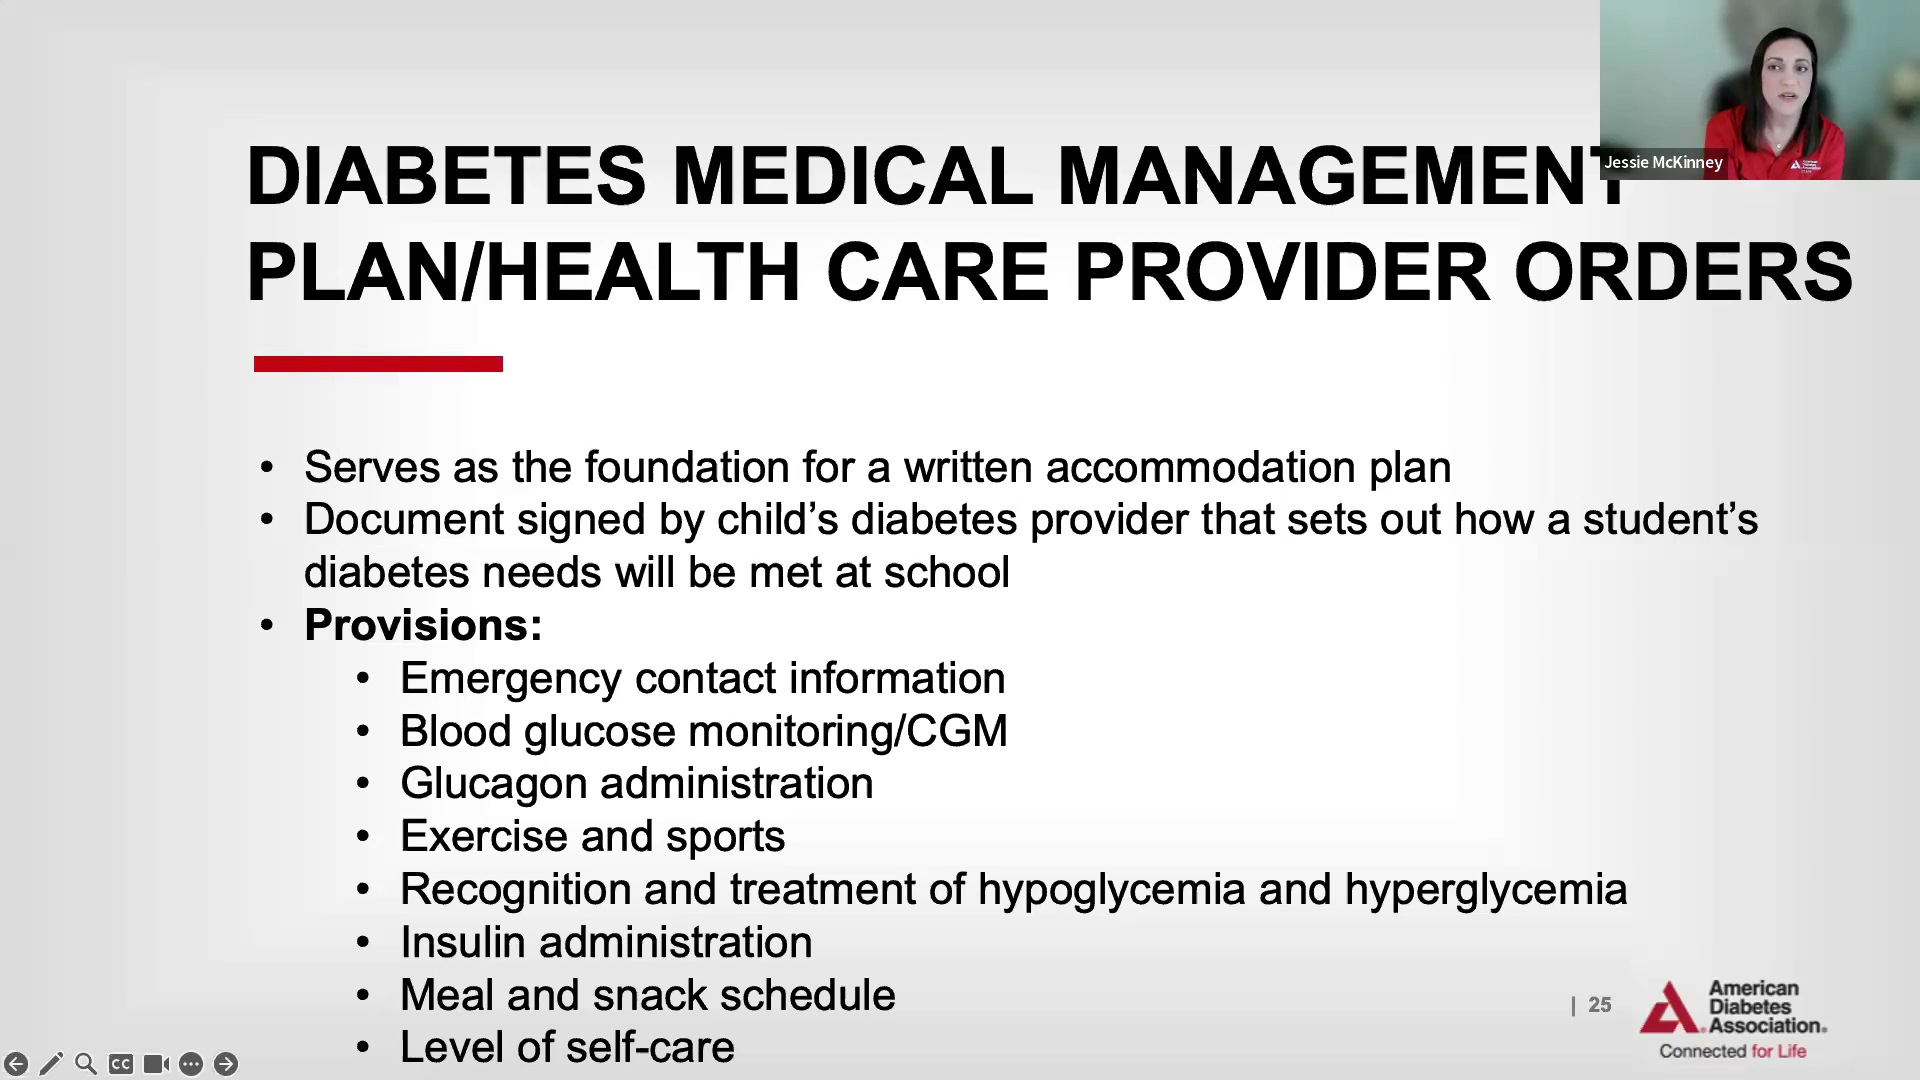 Jessie McKinney
DIABETES MEDICAL MANAGEMENT
PLAN/HEALTH CARE PROVIDER ORDERS
• Serves as the foundation for a written accommodation plan
• Document signed by child’s diabetes provider that sets out how a student’s
diabetes needs will be met at school
• Provisions:
• Emergency contact information
• Blood glucose monitoring/CGM
• Glucagon administration
• Exercise and sports
• Recognition and treatment of hypoglycemia and hyperglycemia
• Insulin administration
• Meal and snack schedule
• Level of self-care
| 25
American
Diabetes
Association.
Connected for Life
CC